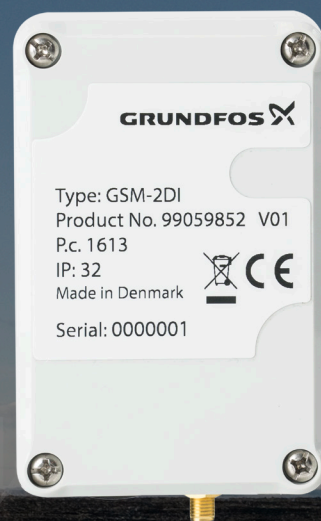 GRUNDFOS
Type: GSM-2DI
Product No. 99059852 V01
P.c. 1613
IP: 32
Made in Denmark
CE
Serial: 0000001